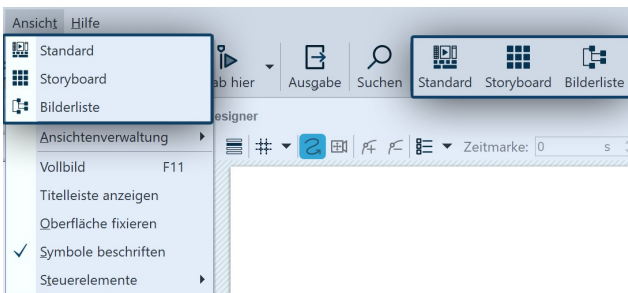 Ansicht Hilfe
Standard
Storyboard
Bilderliste
Ansichtenverwaltung
Vollbild F11
Titelleiste anzeigen
Oberfläche fixieren
Symbole beschriften
Steuerelemente
ab hier Ausgabe Suchen Standard Storyboard Bilderliste
esigner
Zeitmarke: 0 s